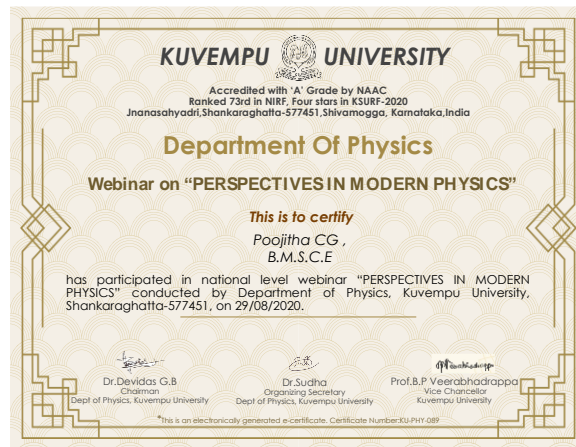 KUVEMPU UNIVERSITY
Accredited with ‘A’ Grade by NAAC
Ranked 73rd in NIRF, Four stars in KSURF-2020
Jnanasahyadri,Shankaraghatta-577451,Shivamogga, Karnataka,India
Department Of Physics
Webinar on “PERSPECTIVES IN MODERN PHYSICS”
This is to certify
Poojitha CG ,
B.M.S.C.E
has participated in national level webinar “PERSPECTIVES IN MODERN
PHYSICS” conducted by Department of Physics, Kuvempu University,
Shankaraghatta-577451, on 29/08/2020.
Dr.Devidas G.B
Chairman
Dept of Physics, Kuvempu University
Dr.Sudha
Organizing Secretary
Dept of Physics, Kuvempu University
Prof.B.P Veerabhadrappa
Vice Chancellor
Kuvempu University
*This is an electronically generated e-certificate. Certificate Number:KU-PHY-089